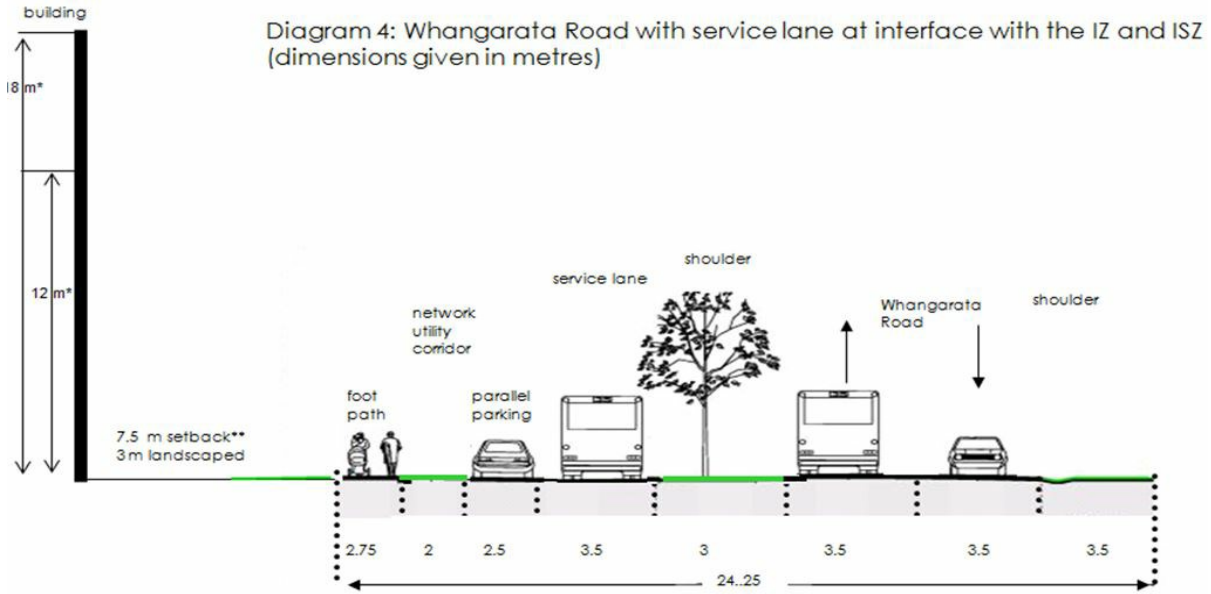 building
Diagram 4: Whangarata Road with service lane at interface with the IZ and ISZ
(dimensions given in metres)
18 m*
12 m*
shoulder
service lane
Whangarata
Road
shoulder
network
utility
corridor
foot
path
parallel
parking
7.5 m setback**
3m landscaped
2.75 2 2.5 3.5 3 3.5 3.5 3.5
24..25